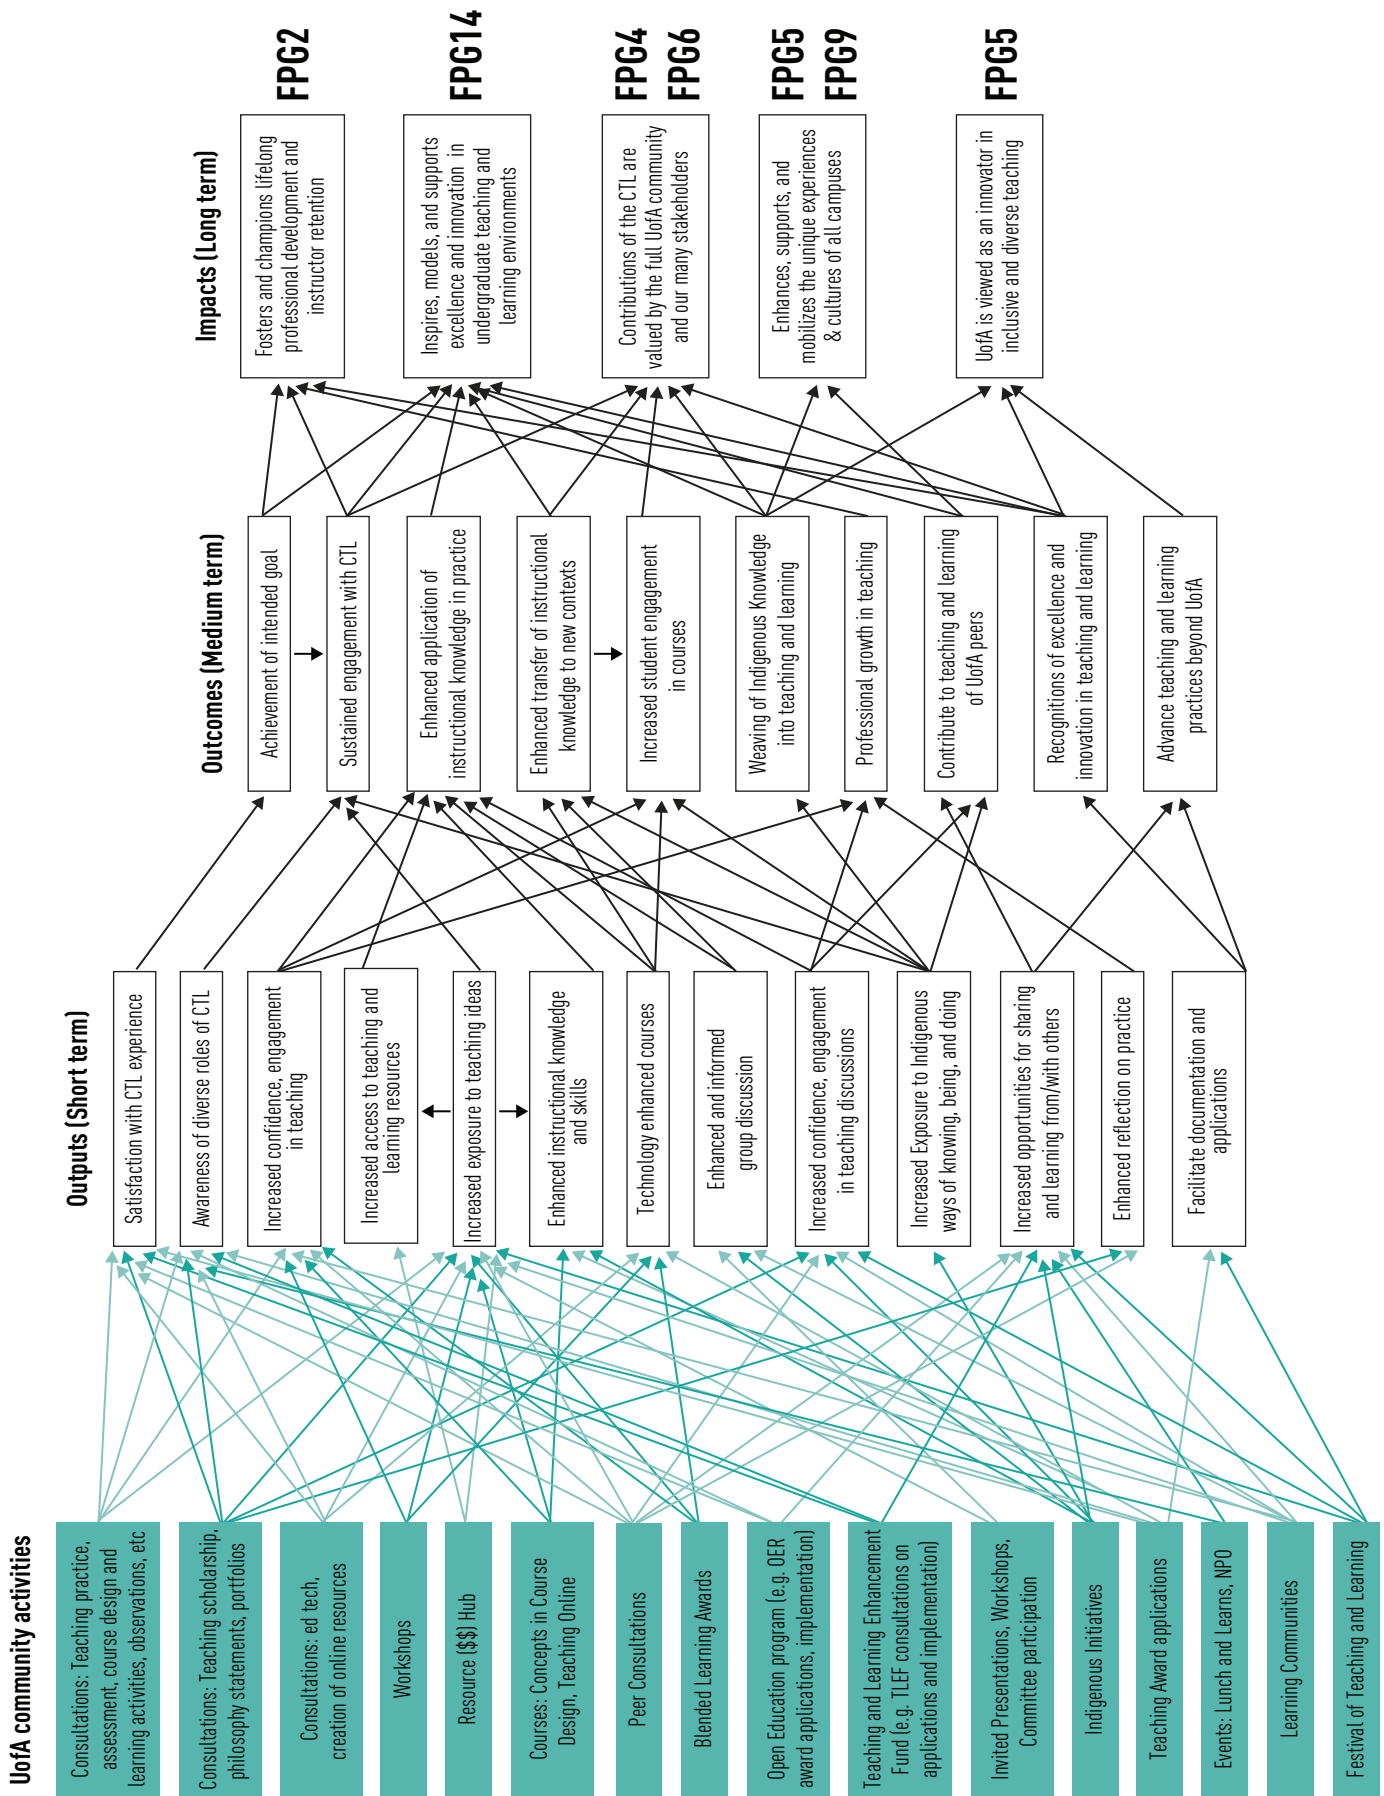 UofA community activities
Consultations: Teaching practice,
assessment, course design and
learning activities, observations, etc
Consultations: Teaching scholarship,
philosophy statements, portfolios
Consultations: ed tech,
creation of online resources
Workshops
Resource ($$) Hub
Courses: Concepts in Course
Design, Teaching Online
Peer Consultations
Blended Learning Awards
Open Education program (e.g. OER
award applications, implementation)
Teaching and Learning Enhancement
Fund (e.g. TLEF consultations on
applications and implementation)
Invited Presentations, Workshops,
Committee participation
Indigenous Initiatives
Teaching Award applications
Events: Lunch and Learns, NPO
Learning Communities
Festival of Teaching and Learning
Outputs (Short term)
Satisfaction with CTL experience
Awareness of diverse roles of CTL
Increased confidence, engagement
in teaching
Increased access to teaching and
learning resources
Increased exposure to teaching ideas
Enhanced instructional knowledge
and skills
Technology enhanced courses
Enhanced and informed
group discussion
Increased confidence, engagement
in teaching discussions
Increased Exposure to Indigenous
ways of knowing, being, and doing
Increased opportunities for sharing
and learning from/with others
Enhanced reflection on practice
Facilitate documentation and
applications
Outcomes (Medium term)
Achievement of intended goal
Sustained engagement with CTL
Enhanced application of
instructional knowledge in practice
Enhanced transfer of instructional
knowledge to new contexts
Increased student engagement
in courses
Weaving of Indigenous Knowledge
into teaching and learning
Professional growth in teaching
Contribute to teaching and learning
of UofA peers
Recognitions of excellence and
innovation in teaching and learning
Advance teaching and learning
practices beyond UofA
Impacts (Long term)
Fosters and champions lifelong
professional development and
instructor retention
FPG2
Inspires, models, and supports
excellence and innovation in
undergraduate teaching and
learning environments
FPG14
Contributions of the CTL are
valued by the full UofA community
and our many stakeholders
FPG4
FPG6
Enhances, supports, and
mobilizes the unique experiences
& cultures of all campuses
FPG5
FPG9
UofA is viewed as an innovator in
inclusive and diverse teaching
FPG5